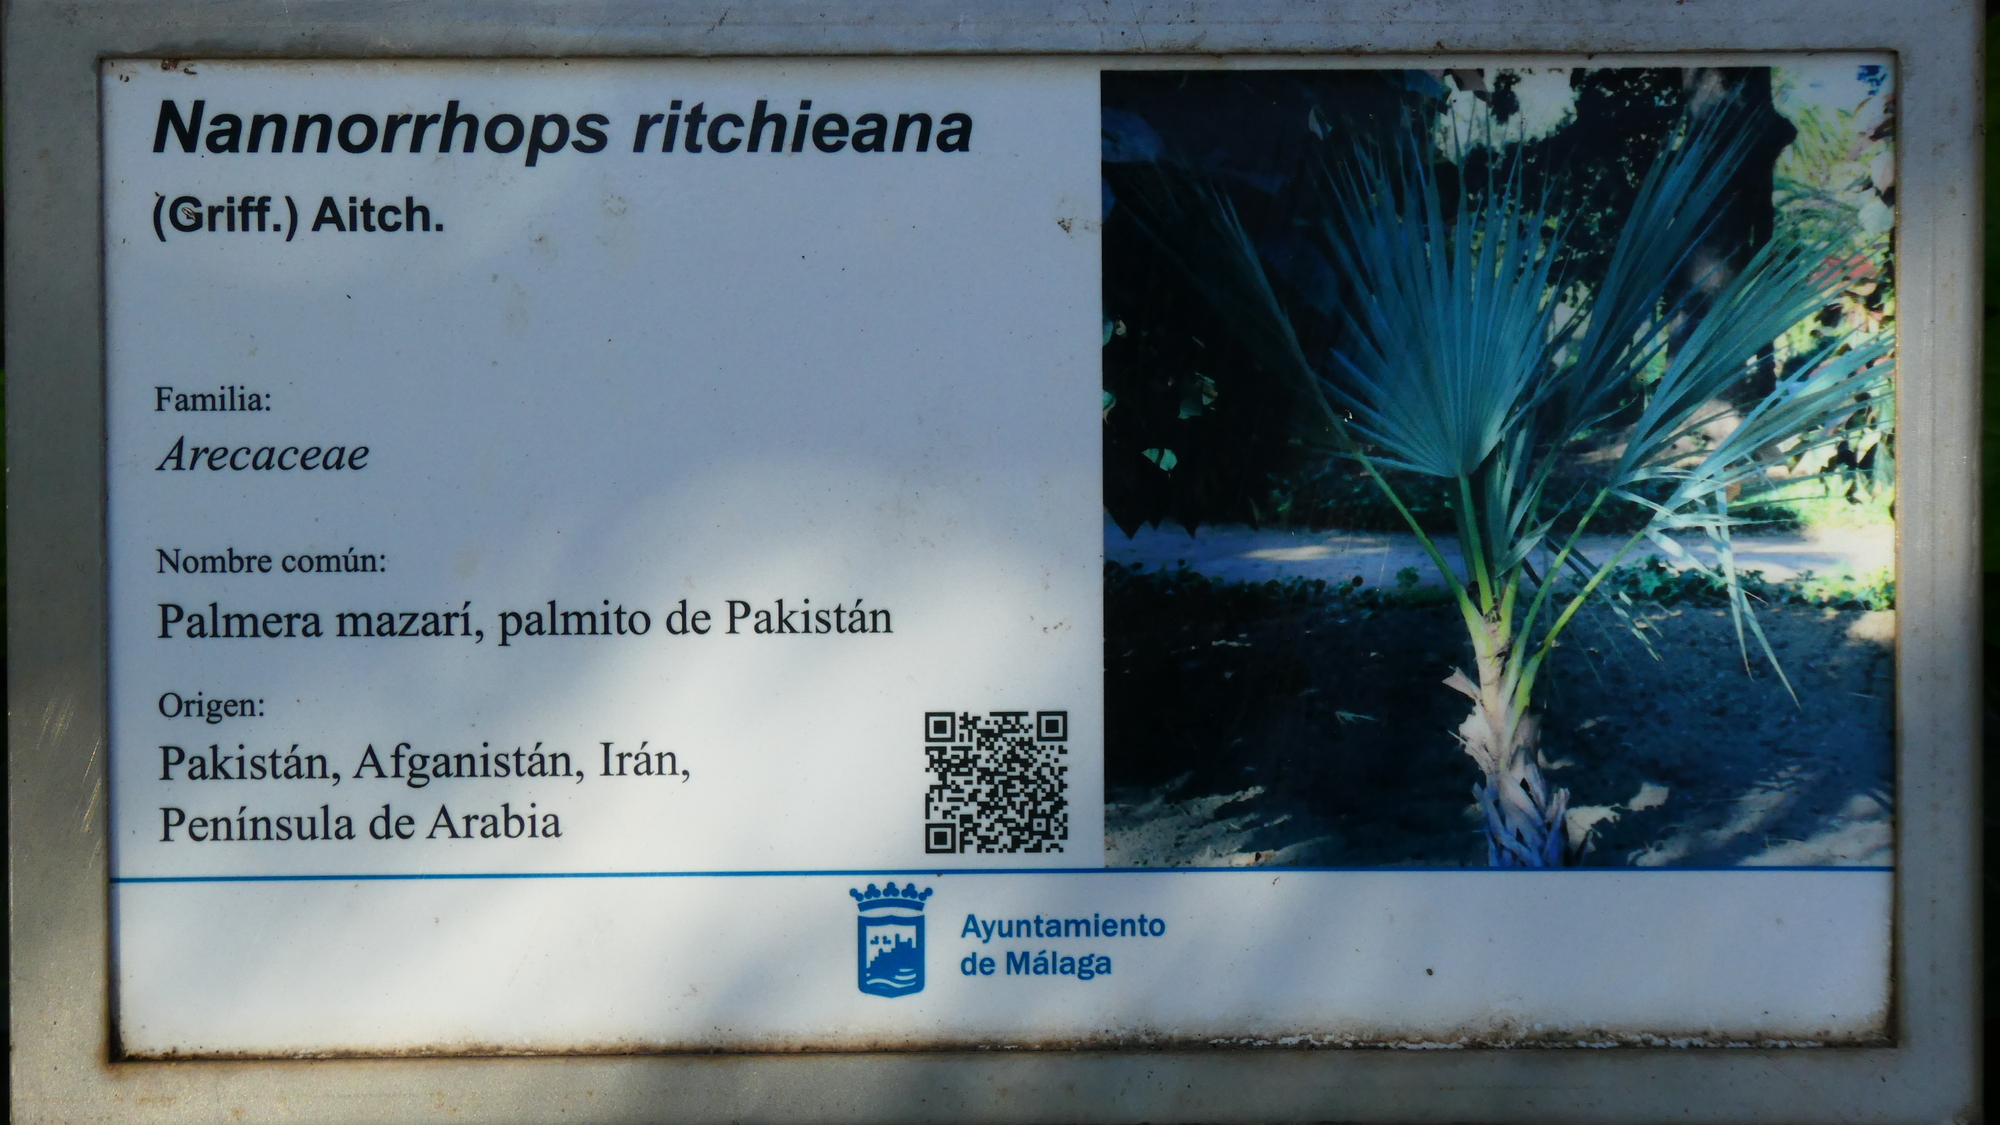 Nannorrhops ritchieana
(Griff.) Aitch.
Familia:
Arecaceae
Nombre común:
Palmera mazarí, palmito de Pakistán
Origen:
Pakistán, Afganistán, Irán,
Península de Arabia
Ayuntamiento
de Málaga